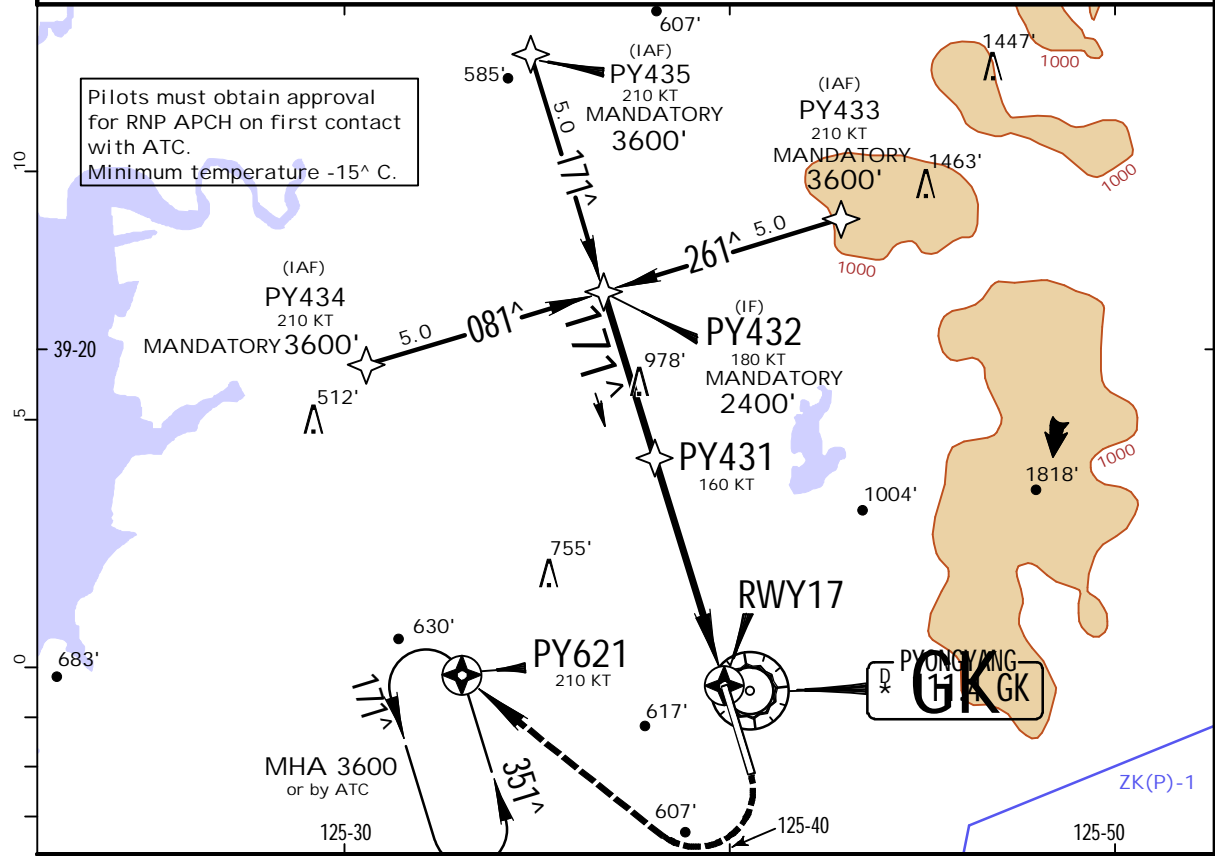 607'
(IAF)
PY435
210 KT
MANDATORY
3600'
585'
1447'
1000
(IAF)
PY433
210 KT
MANDATORY
3600'
1463'
1000
1000
Pilots must obtain approval
for RNP APCH on first contact
with ATC.
Minimum temperature -15^ C.
10
5.0
171^
261^
5.0
(IAF)
PY434
210 KT
MANDATORY 3600'
5.0
081^
(IF)
PY432
180 KT
MANDATORY
2400'
171^
978'
39-20
512'
5
PY431
160 KT
1000
1818'
1004'
755'
RWY17
630'
0
683'
PY621
210 KT
PYONGYANG
D
* GK
GK
617'
171^
351^
MHA 3600
or by ATC
ZK(P)-1
607'
125-30
125-40
125-50